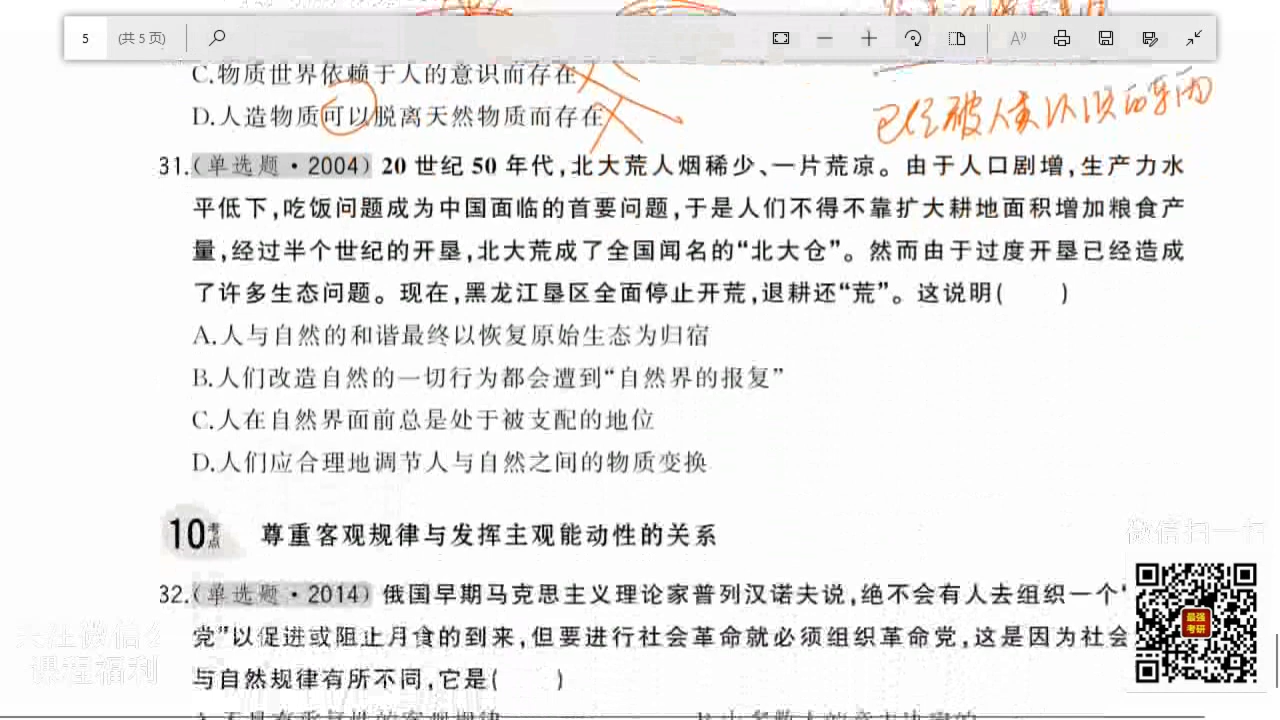 5 (共5页)
C.物质世界依赖于人的意识而存在
D.人造物质可以脱离天然物质而存在
已经被人类认识的东西
31.(单选题·2004) 20世纪50年代,北大荒人烟稀少、一片荒凉。由于人口剧增,生产力水
平低下,吃饭问题成为中国面临的首要问题,于是人们不得不靠扩大耕地面积增加粮食产
量,经过半个世纪的开垦,北大荒成了全国闻名的“北大仓”。然而由于过度开垦已经造成
了许多生态问题。现在,黑龙江垦区全面停止开荒,退耕还“荒”。这说明( )
A.人与自然的和谐最终以恢复原始生态为归宿
B.人们改造自然的一切行为都会遭到“自然界的报复”
C.人在自然界面前总是处于被支配的地位
D.人们应合理地调节人与自然之间的物质变换
10 考点 尊重客观规律与发挥主观能动性的关系
微信扫一扫
32.(单选题·2014) 俄国早期马克思主义理论家普列汉诺夫说,绝不会有人去组织一个“
党”以促进或阻止月食的到来,但要进行社会革命就必须组织革命党,这是因为社会
与自然规律有所不同,它是( )
最强
考研
课程福利